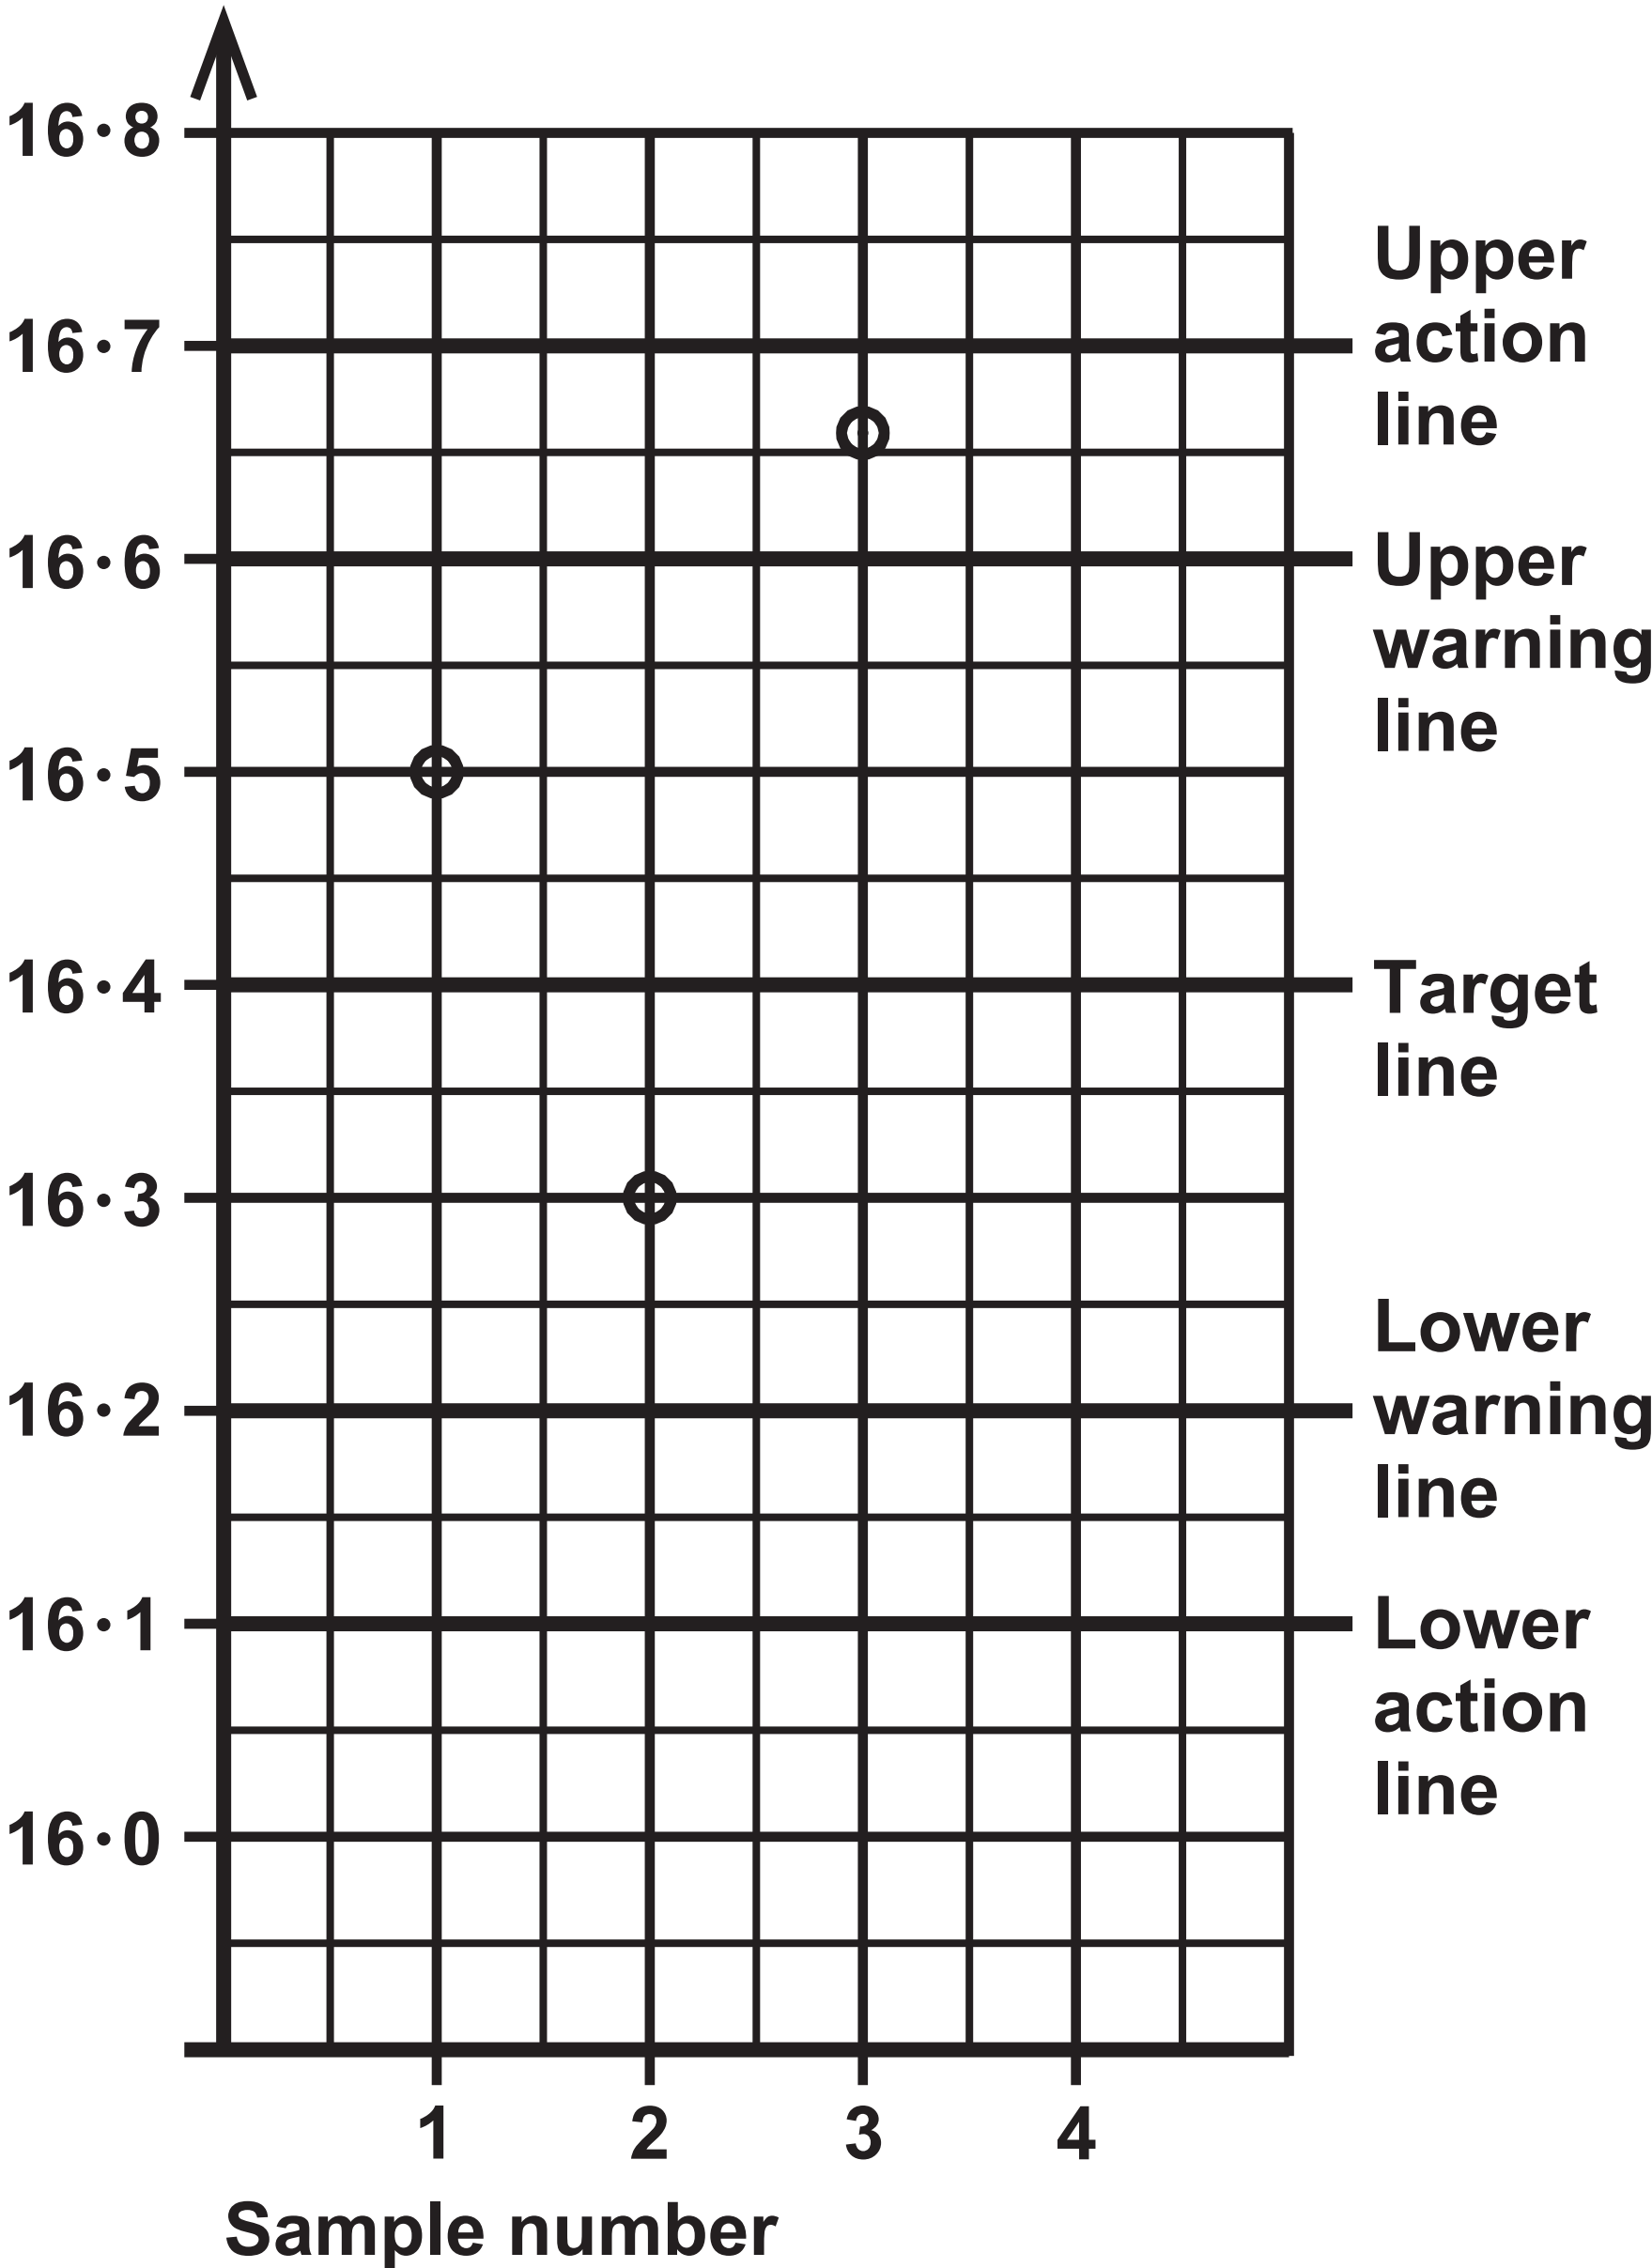 16·8
16·7
16·6
16·5
16·4
16·3
16·2
16·1
16·0
Upper
action
line
Upper
warning
line
Target
line
Lower
warning
line
Lower
action
line
1 2 3 4
Sample number